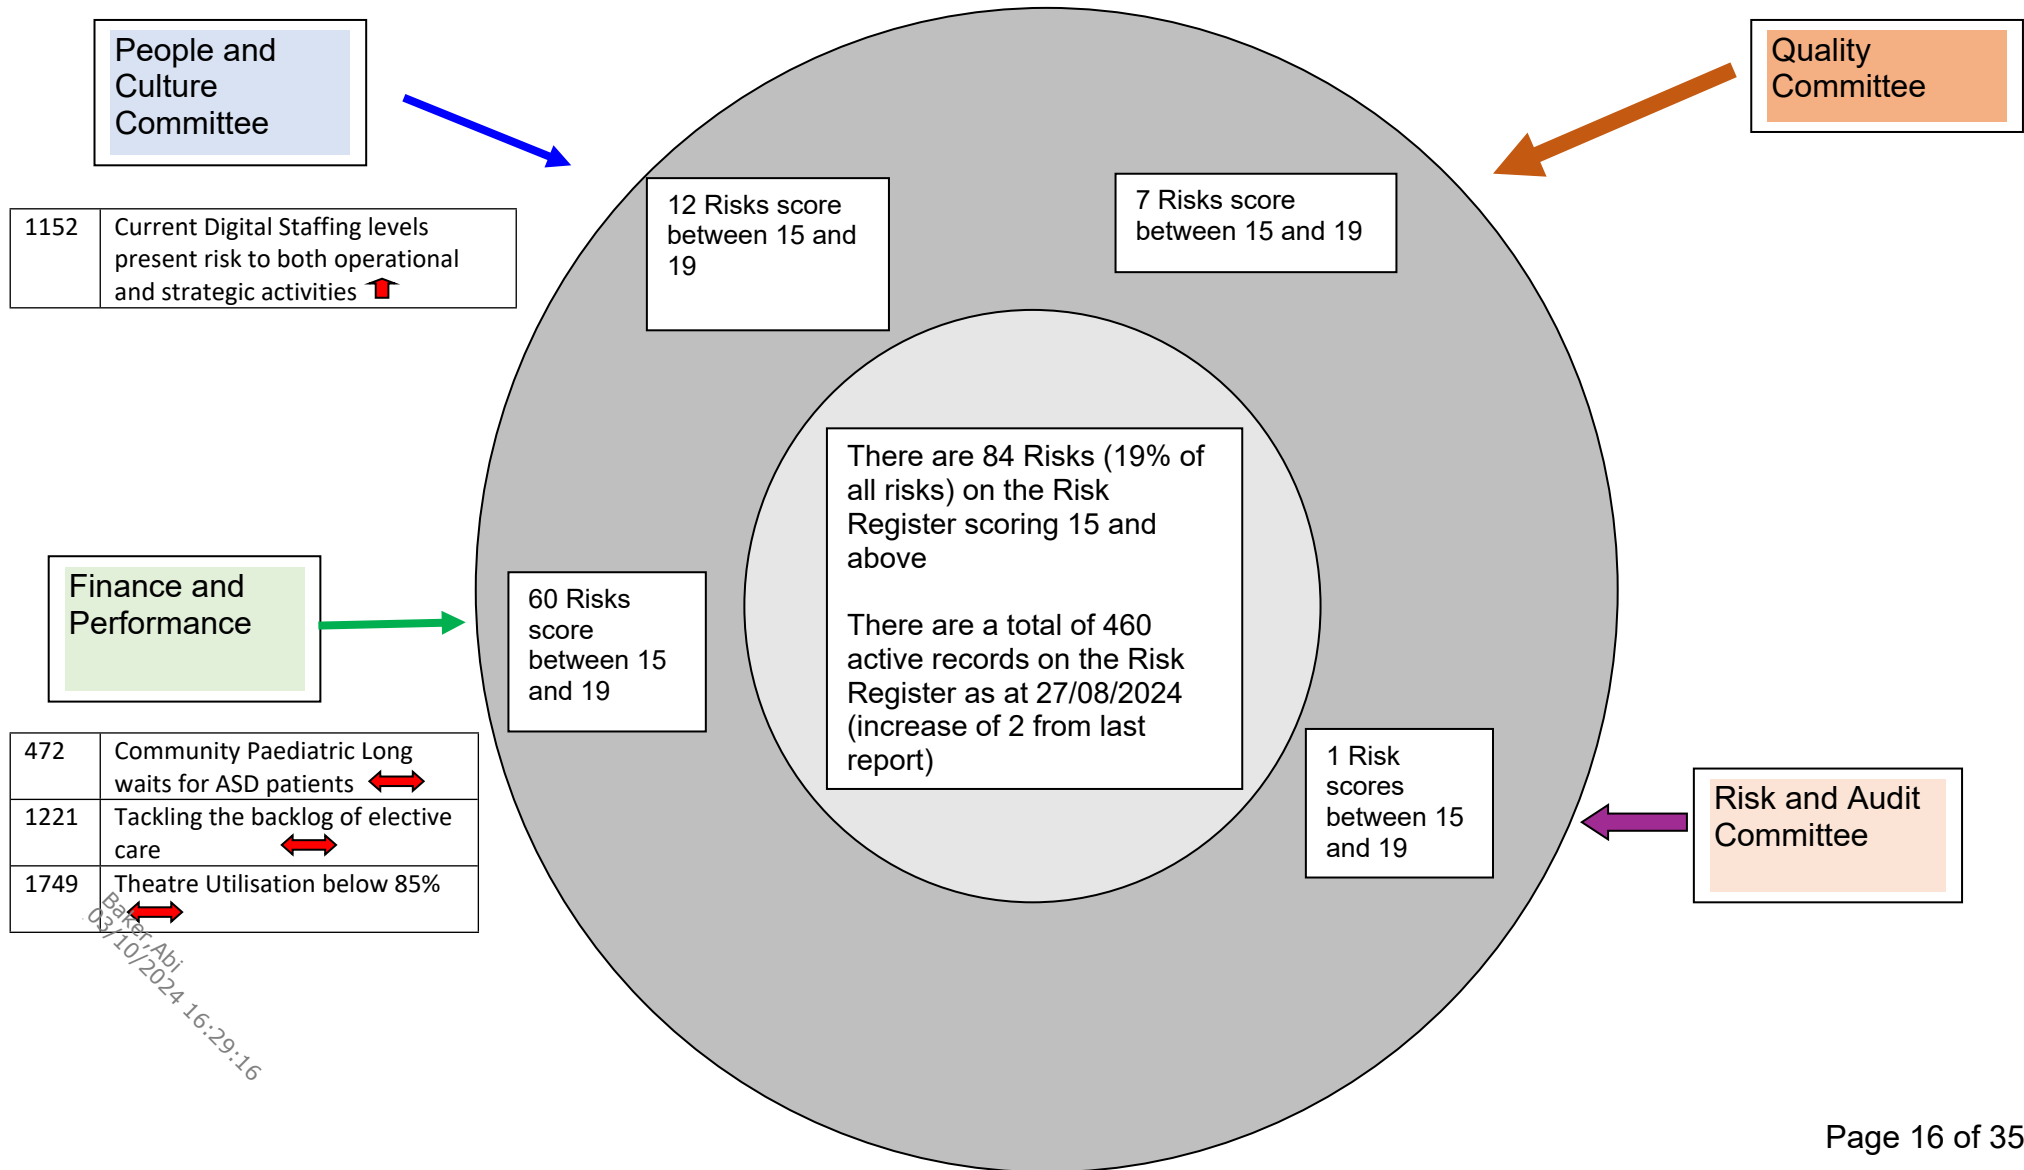 People and
Culture
Committee
Quality
Committee
1152 Current Digital Staffing levels
present risk to both operational
and strategic activities
12 Risks score
between 15 and
19
7 Risks score
between 15 and 19
There are 84 Risks (19% of
all risks) on the Risk
Register scoring 15 and
above
There are a total of 460
active records on the Risk
Register as at 27/08/2024
(increase of 2 from last
report)
Finance and
Performance
60 Risks
score
between 15
and 19
472 Community Paediatric Long
waits for ASD patients
1221 Tackling the backlog of elective
care
1749 Theatre Utilisation below 85%
1 Risk
scores
between 15
and 19
Risk and Audit
Committee
Baker,Abi
03/10/2024 16:29:16
Page 16 of 35